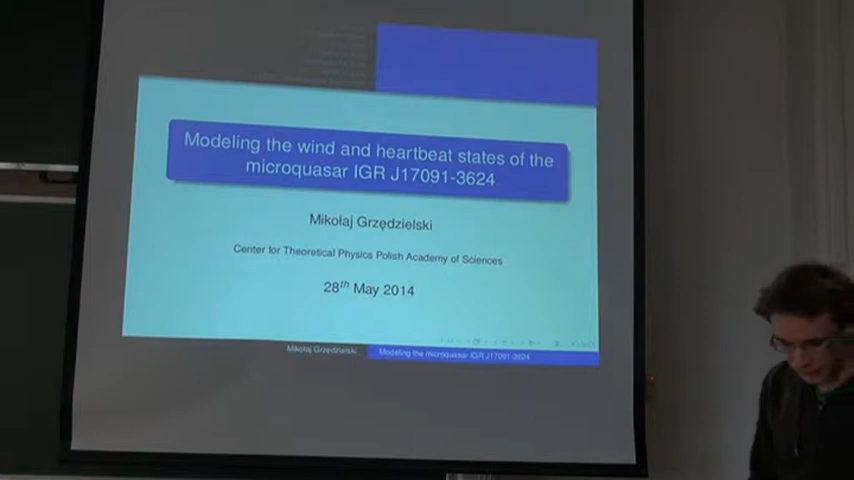 Modeling the wind and heartbeat states of the
microquasar IGR J17091-3624
Mikołaj Grzędzielski
Center for Theoretical Physics Polish Academy of Sciences
28th May 2014
Mikołaj Grzędzielski
Modeling the microquasar IGR J17091-3624